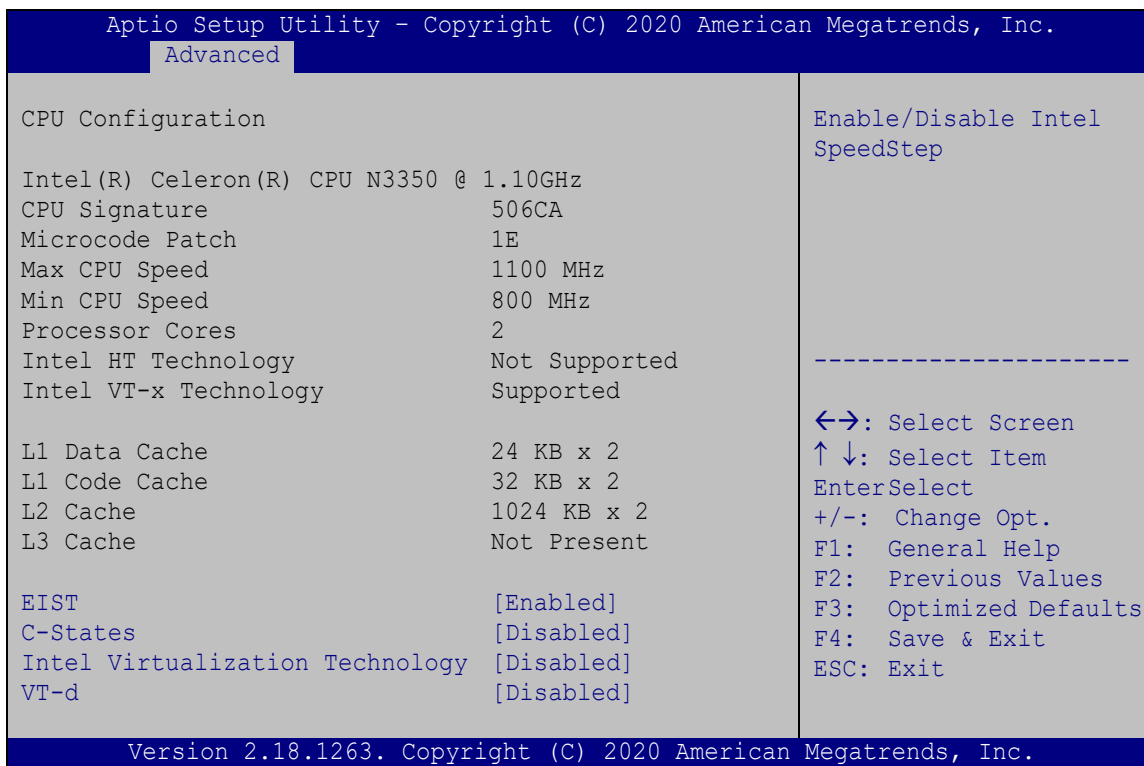 Aptio Setup Utility – Copyright (C) 2020 American Megatrends, Inc.
Advanced
CPU Configuration
Intel(R) Celeron(R) CPU N3350 @ 1.10GHz
CPU Signature 506CA
Microcode Patch 1E
Max CPU Speed 1100 MHz
Min CPU Speed 800 MHz
Processor Cores 2
Intel HT Technology Not Supported
Intel VT-x Technology Supported
L1 Data Cache 24 KB x 2
L1 Code Cache 32 KB x 2
L2 Cache 1024 KB x 2
L3 Cache Not Present
EIST [Enabled]
C-States [Disabled]
Intel Virtualization Technology [Disabled]
VT-d [Disabled]
Enable/Disable Intel
SpeedStep
----------------------
←→: Select Screen
↑ ↓: Select Item
EnterSelect
+/-: Change Opt.
F1: General Help
F2: Previous Values
F3: Optimized Defaults
F4: Save & Exit
ESC: Exit
Version 2.18.1263. Copyright (C) 2020 American Megatrends, Inc.